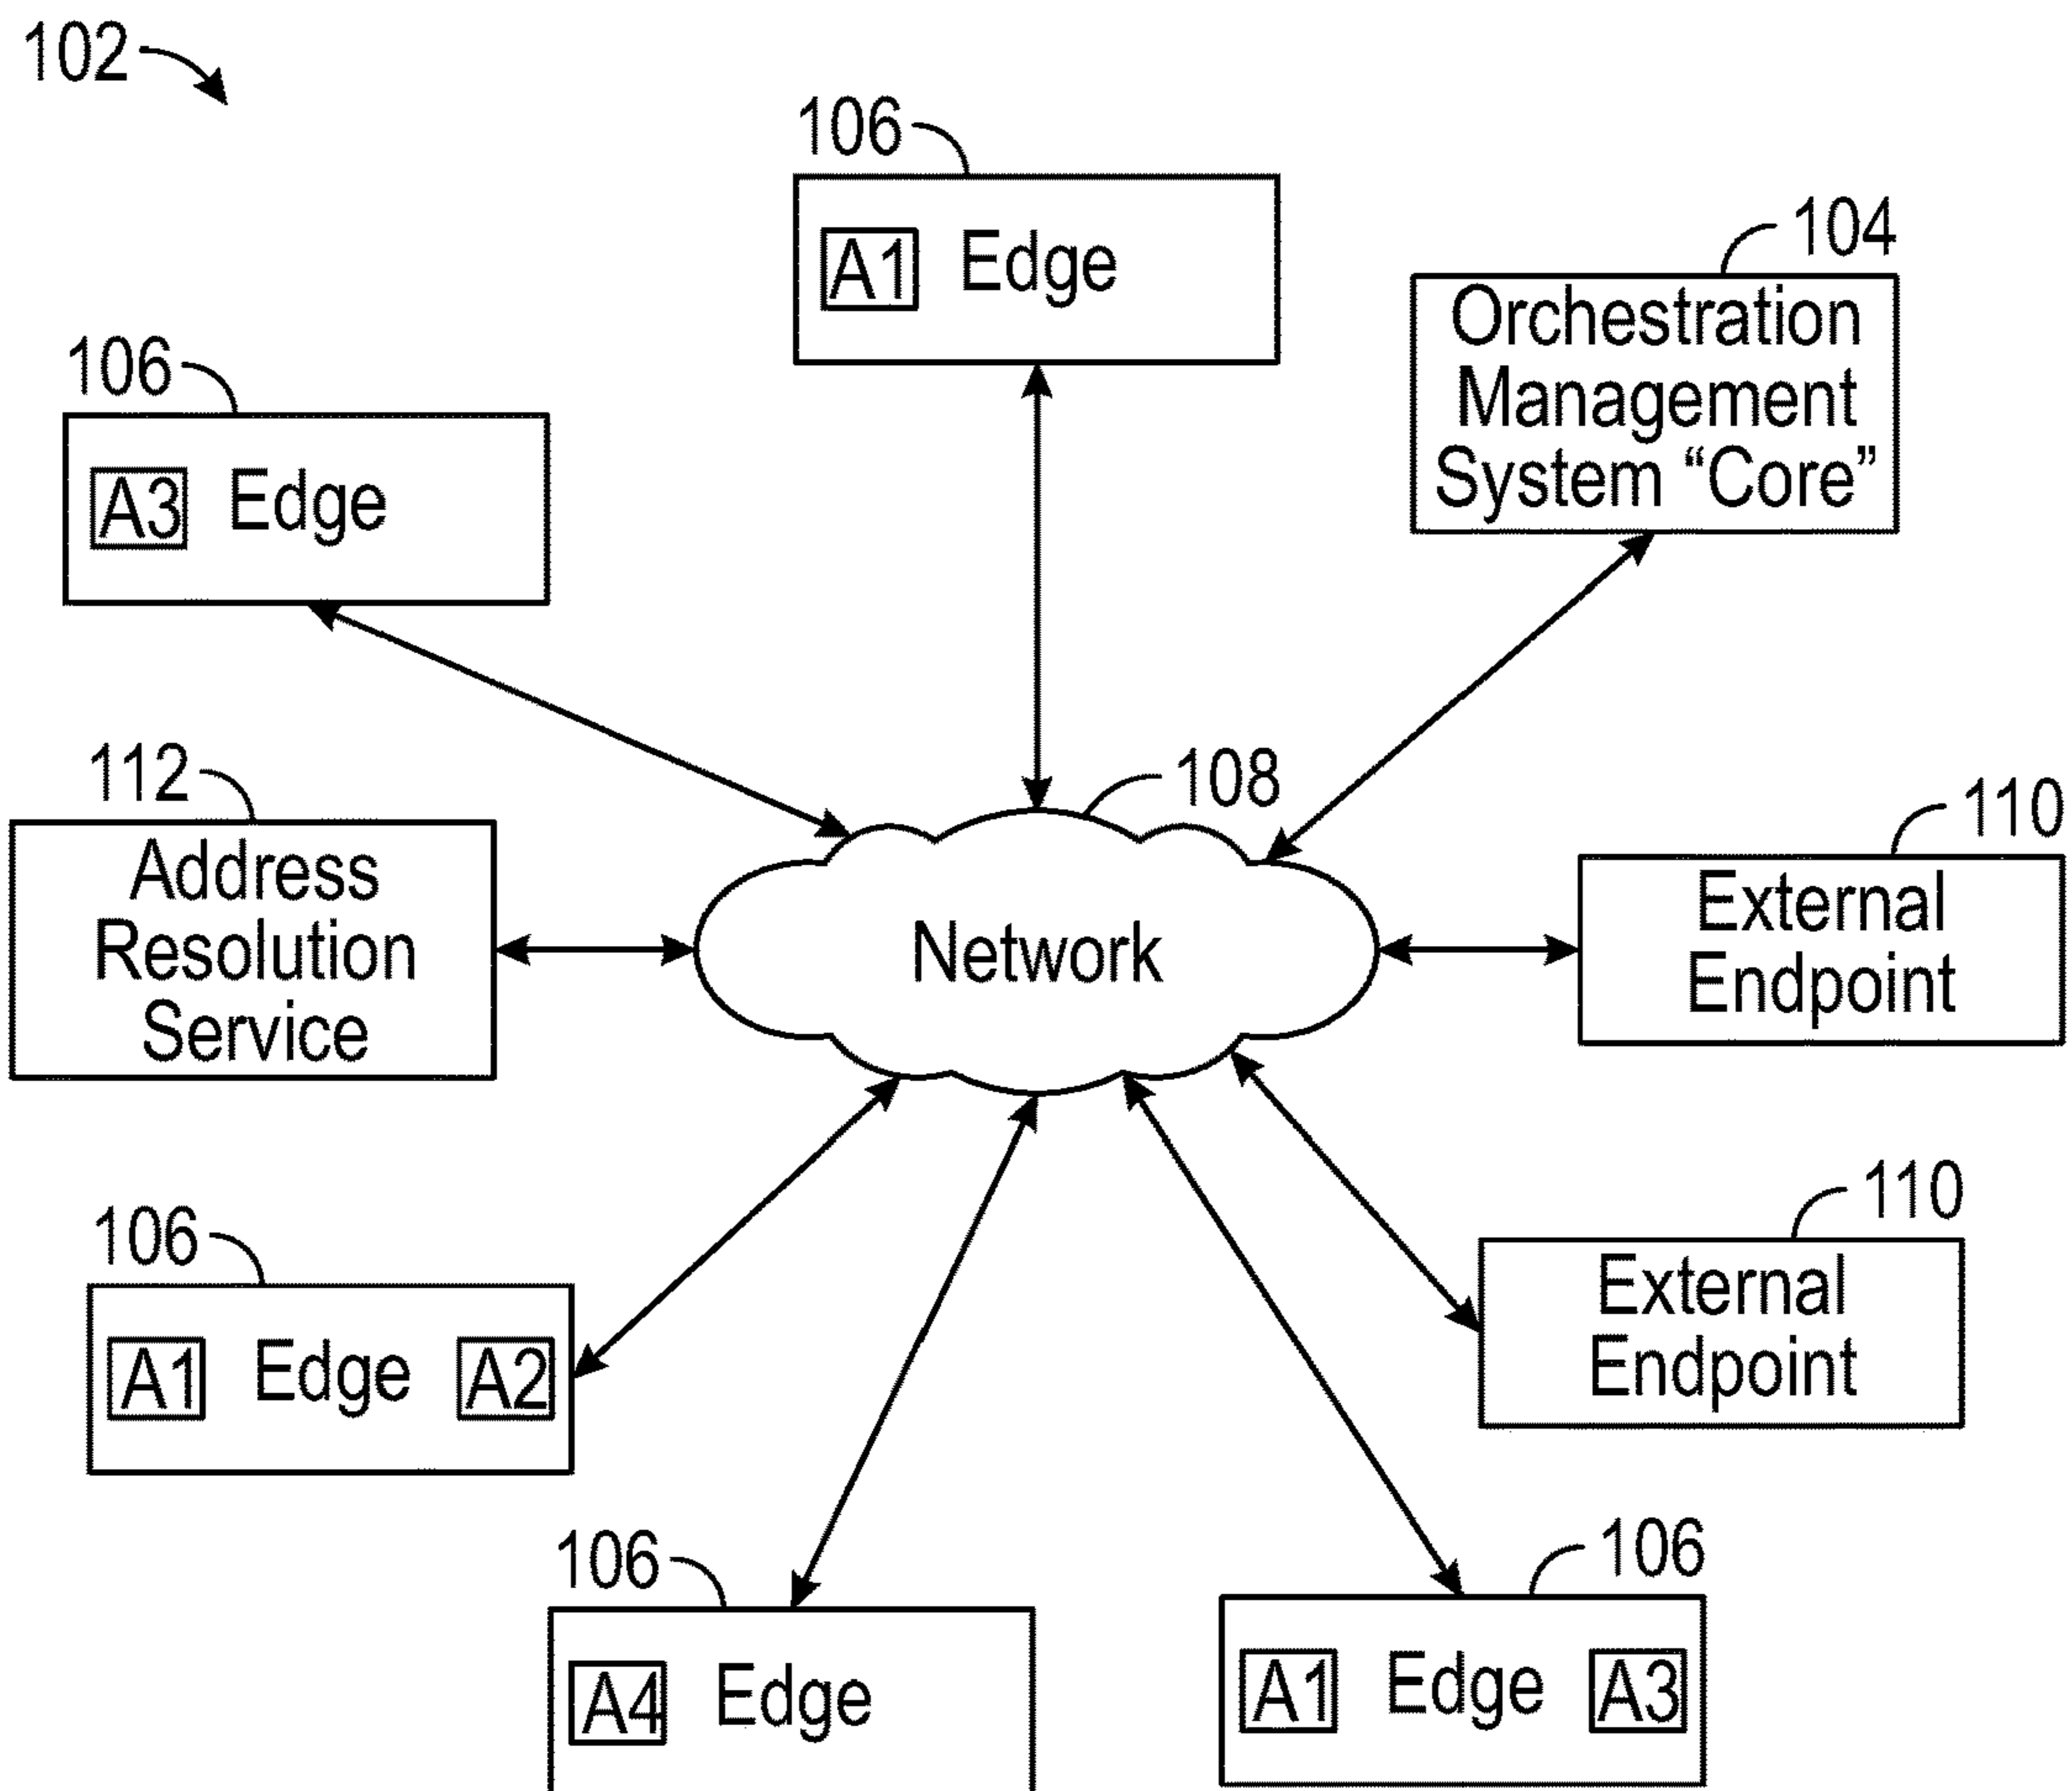 102
106
A1 Edge
104
Orchestration
Management
System “Core”
106
A3 Edge
112
Address
Resolution
Service
108
Network
110
External
Endpoint
106
A1 Edge A2
110
External
Endpoint
106
A4 Edge
106
A1 Edge A3